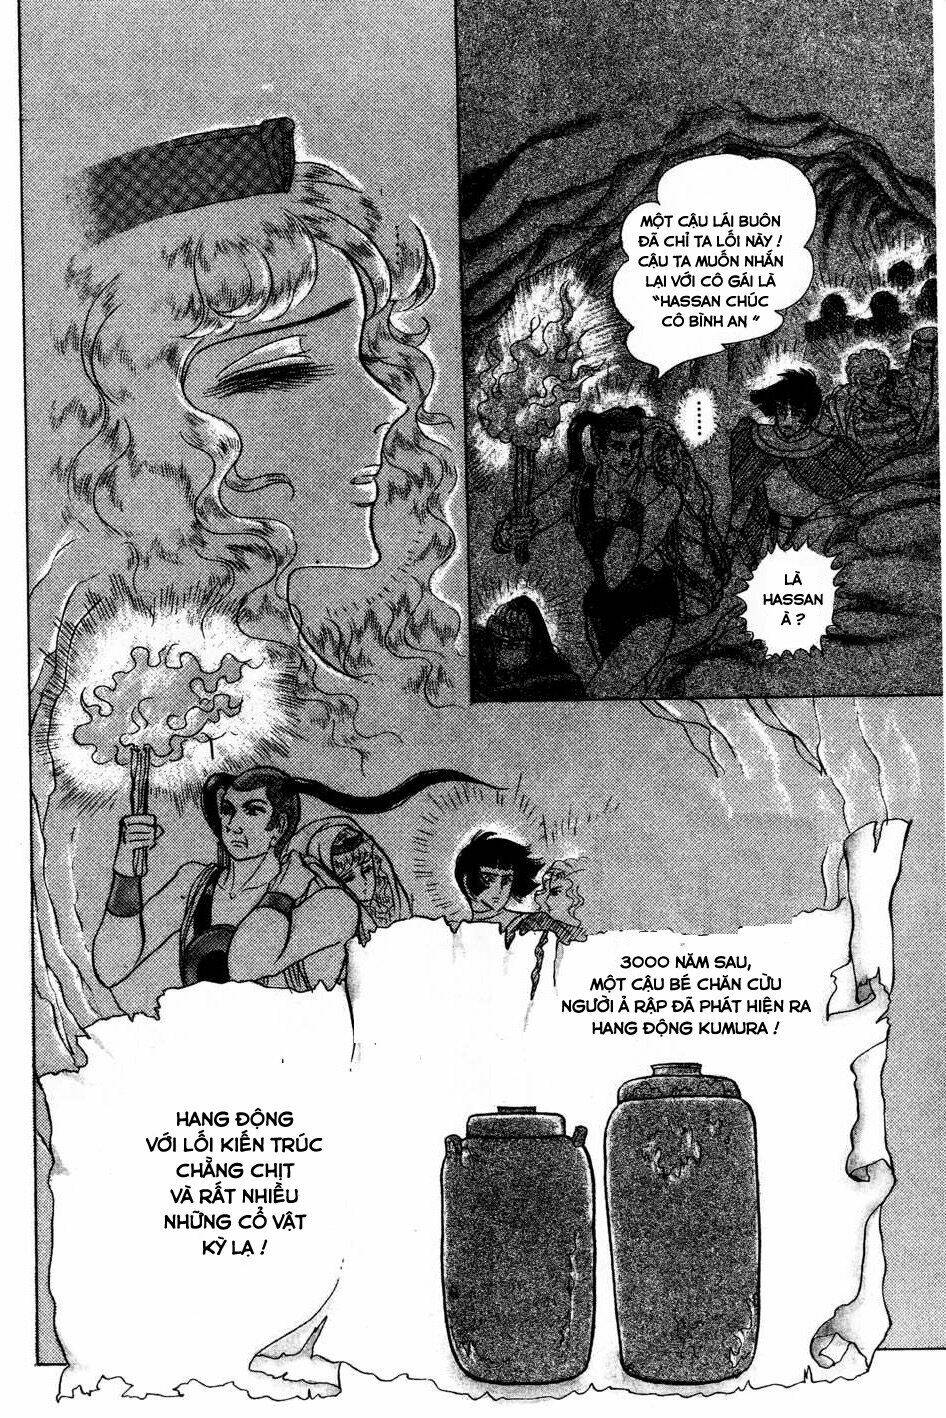 MỘT CẬU LÁI BUÔN
ĐÃ CHỈ TA LỐI NÀY !
CẬU TA MUỐN NHẮN
LẠI VỚI CÔ GÁI LÀ
"HASSAN CHÚC
CÔ BÌNH AN "
......
LÀ
HASSAN
À ?
3000 NĂM SAU,
MỘT CẬU BÉ CHĂN CỪU
NGƯỜI Ả RẬP ĐÃ PHÁT HIỆN RA
HANG ĐỘNG KUMURA !
HANG ĐỘNG
VỚI LỐI KIẾN TRÚC
CHẰNG CHỊT
VÀ RẤT NHIỀU
NHỮNG CỔ VẬT
KỲ LẠ !